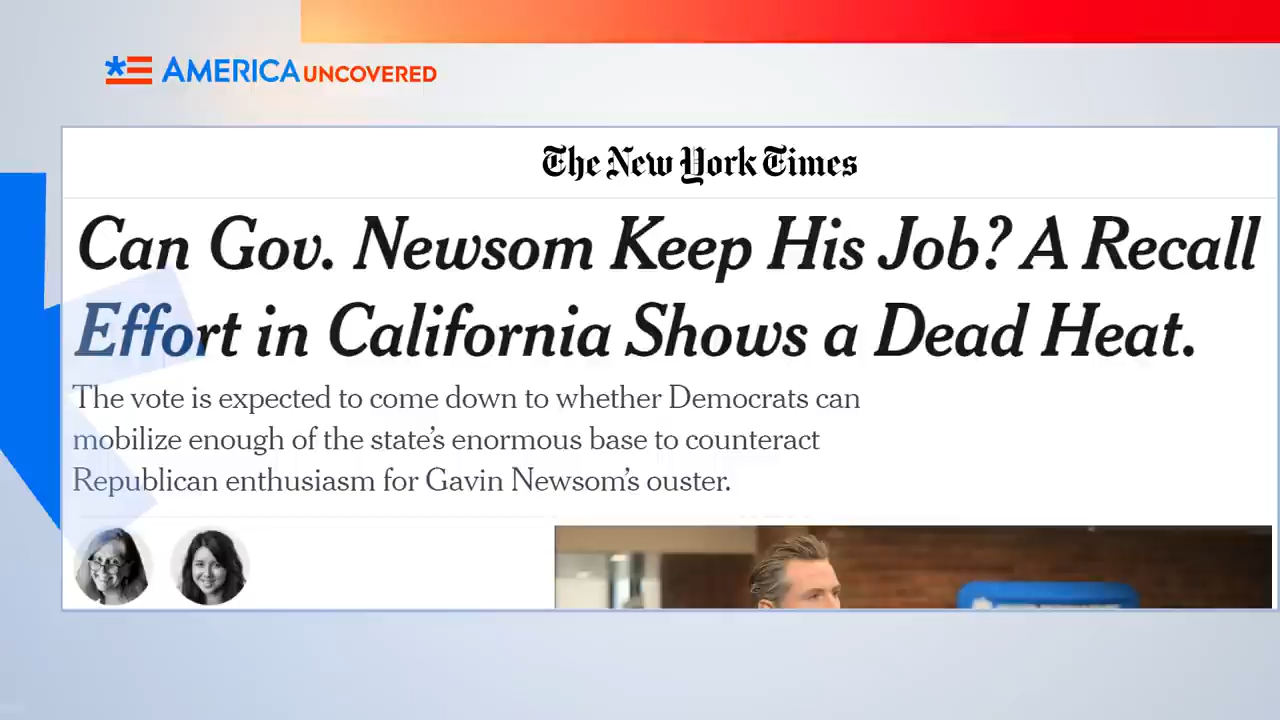 AMERICA UNCOVERED
The New York Times
Can Gov. Newsom Keep His Job? A Recall
Effort in California Shows a Dead Heat.
The vote is expected to come down to whether Democrats can
mobilize enough of the state's enormous base to counteract
Republican enthusiasm for Gavin Newsom's ouster.